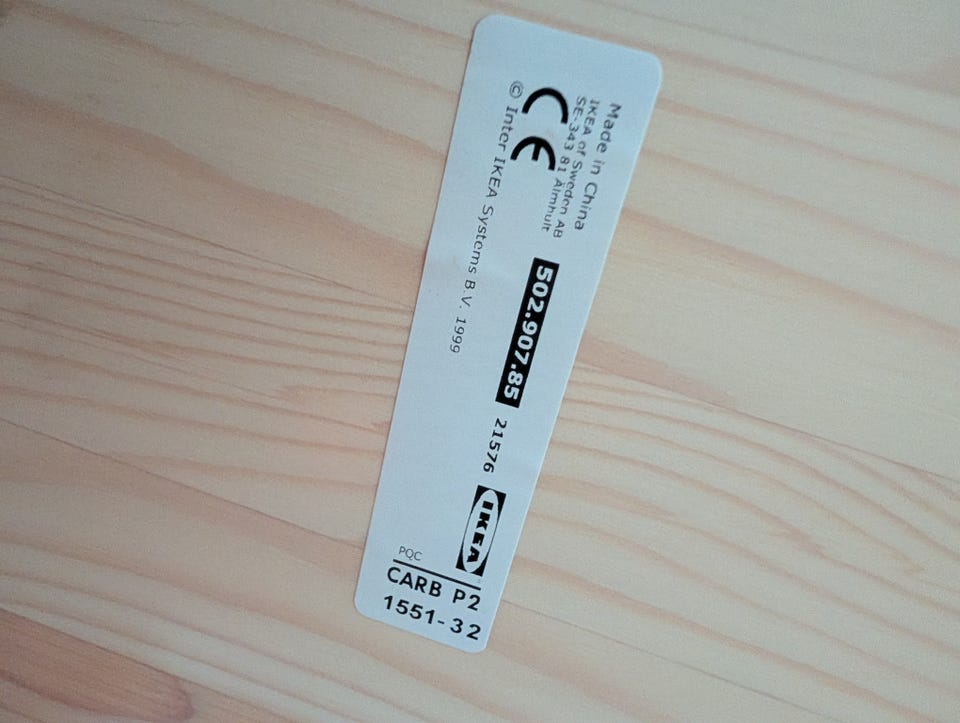 Made in China
IKEA of Sweden AB
SE-343 81 Älmhult
CE
© Inter IKEA Systems B.V. 1999
502.907.85
21576
IKEA
PQC
CARB P2
1551-32